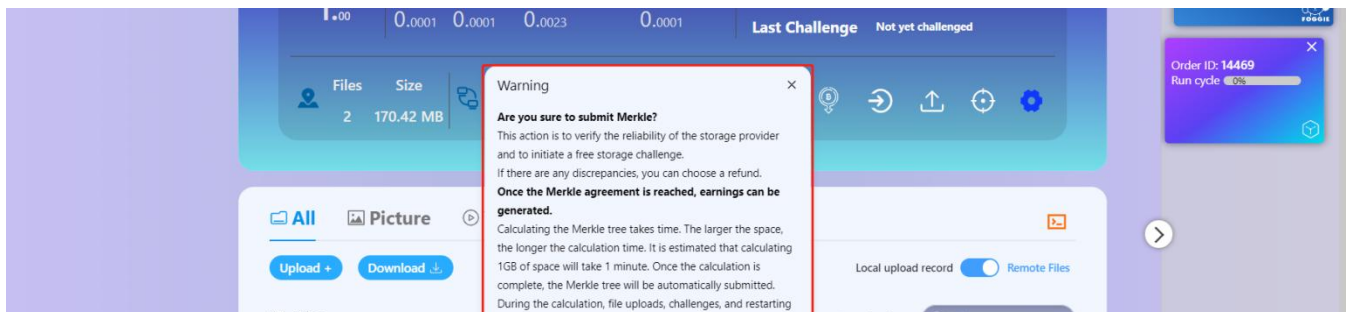 1.00 0.0001 0.0001 0.0023 0.0001
Last Challenge Not yet challenged
FOGGIE
Order ID: 14469
Run cycle 0%
Files Size
2 170.42 MB
Warning
Are you sure to submit Merkle?
This action is to verify the reliability of the storage provider
and to initiate a free storage challenge.
If there are any discrepancies, you can choose a refund.
Once the Merkle agreement is reached, earnings can be
generated.
Calculating the Merkle tree takes time. The larger the space,
the longer the calculation time. It is estimated that calculating
1GB of space will take 1 minute. Once the calculation is
complete, the Merkle tree will be automatically submitted.
During the calculation, file uploads, challenges, and restarting
All Picture
Upload + Download
Local upload record Remote Files